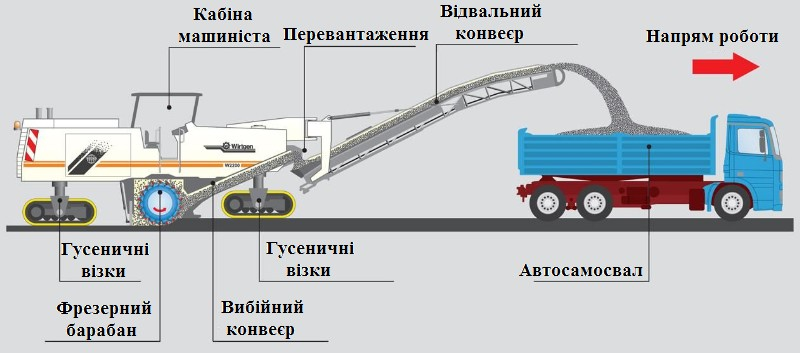 Кабіна
машиніста
Перевантаження
Відвальний
конвеєр
Напрям роботи
Wirtgen
W2200
Гусеничні
візки
Гусеничні
візки
Автосамосвал
Фрезерний
барабан
Вибійний
конвеєр